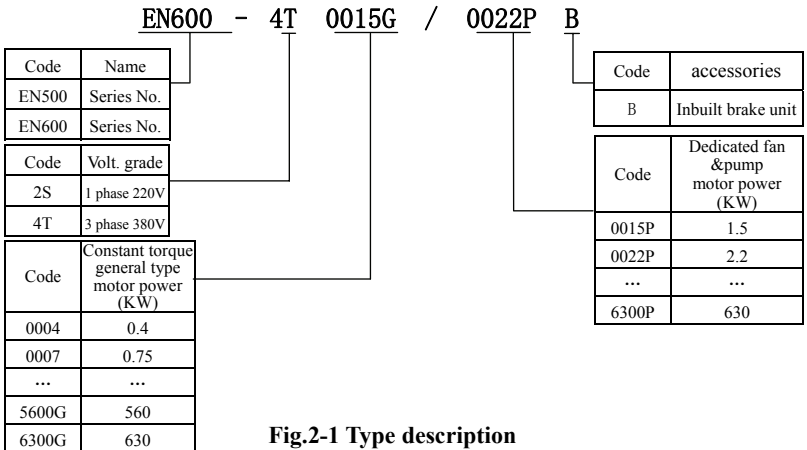 EN600 - 4T 0015G / 0022P B
Code Name
EN500 Series No.
EN600 Series No.
Code Volt. grade
2S 1 phase 220V
4T 3 phase 380V
Code Constant torque
general type
motor power
(KW)
0004 0.4
0007 0.75
... ...
5600G 560
6300G 630
Code accessories
B Inbuilt brake unit
Code Dedicated fan
&pump
motor power
(KW)
0015P 1.5
0022P 2.2
... ...
6300P 630
Fig.2-1 Type description